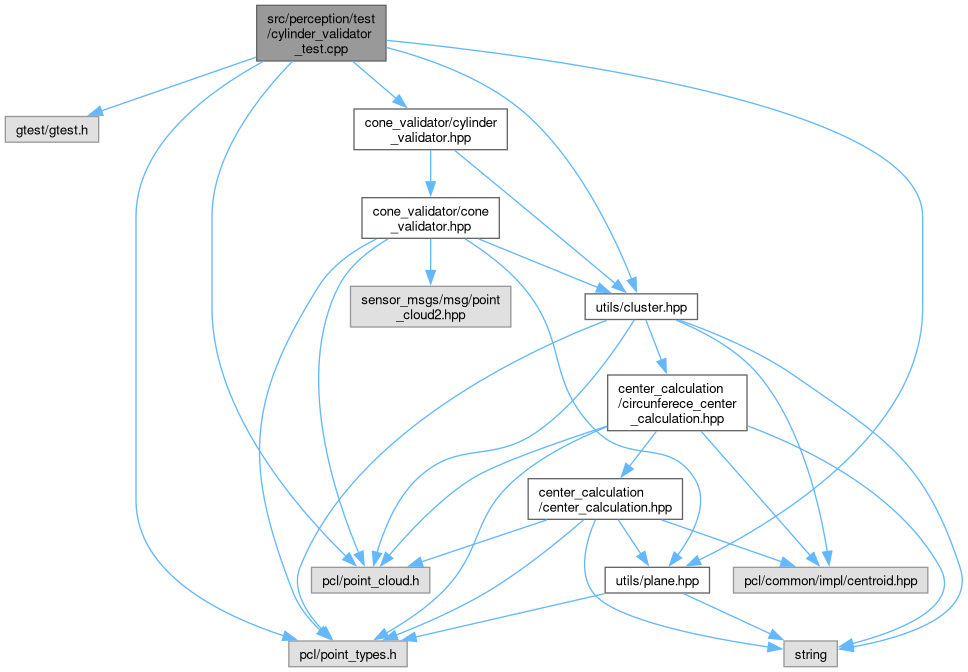 src/perception/test
/cylinder_validator
_test.cpp
gtest/gtest.h
cone_validator/cylinder
_validator.hpp
cone_validator/cone
_validator.hpp
sensor_msgs/msg/point
_cloud2.hpp
utils/cluster.hpp
center_calculation
/circunferece_center
_calculation.hpp
center_calculation
/center_calculation.hpp
pcl/point_cloud.h
utils/plane.hpp
pcl/common/impl/centroid.hpp
pcl/point_types.h
string